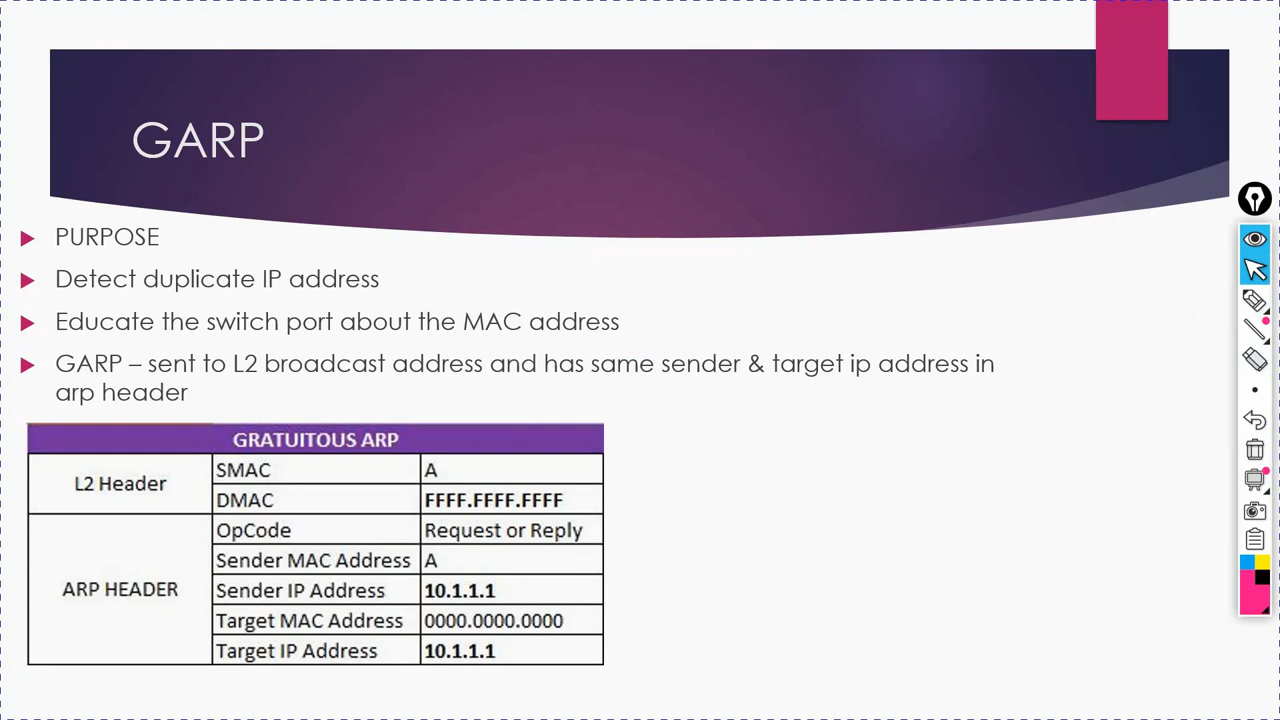 GARP
PURPOSE
Detect duplicate IP address
Educate the switch port about the MAC address
GARP – sent to L2 broadcast address and has same sender & target ip address in
arp header
GRATUITOUS ARP
L2 Header
SMAC A
DMAC FFFF.FFFF.FFFF
ARP HEADER
OpCode Request or Reply
Sender MAC Address A
Sender IP Address 10.1.1.1
Target MAC Address 0000.0000.0000
Target IP Address 10.1.1.1